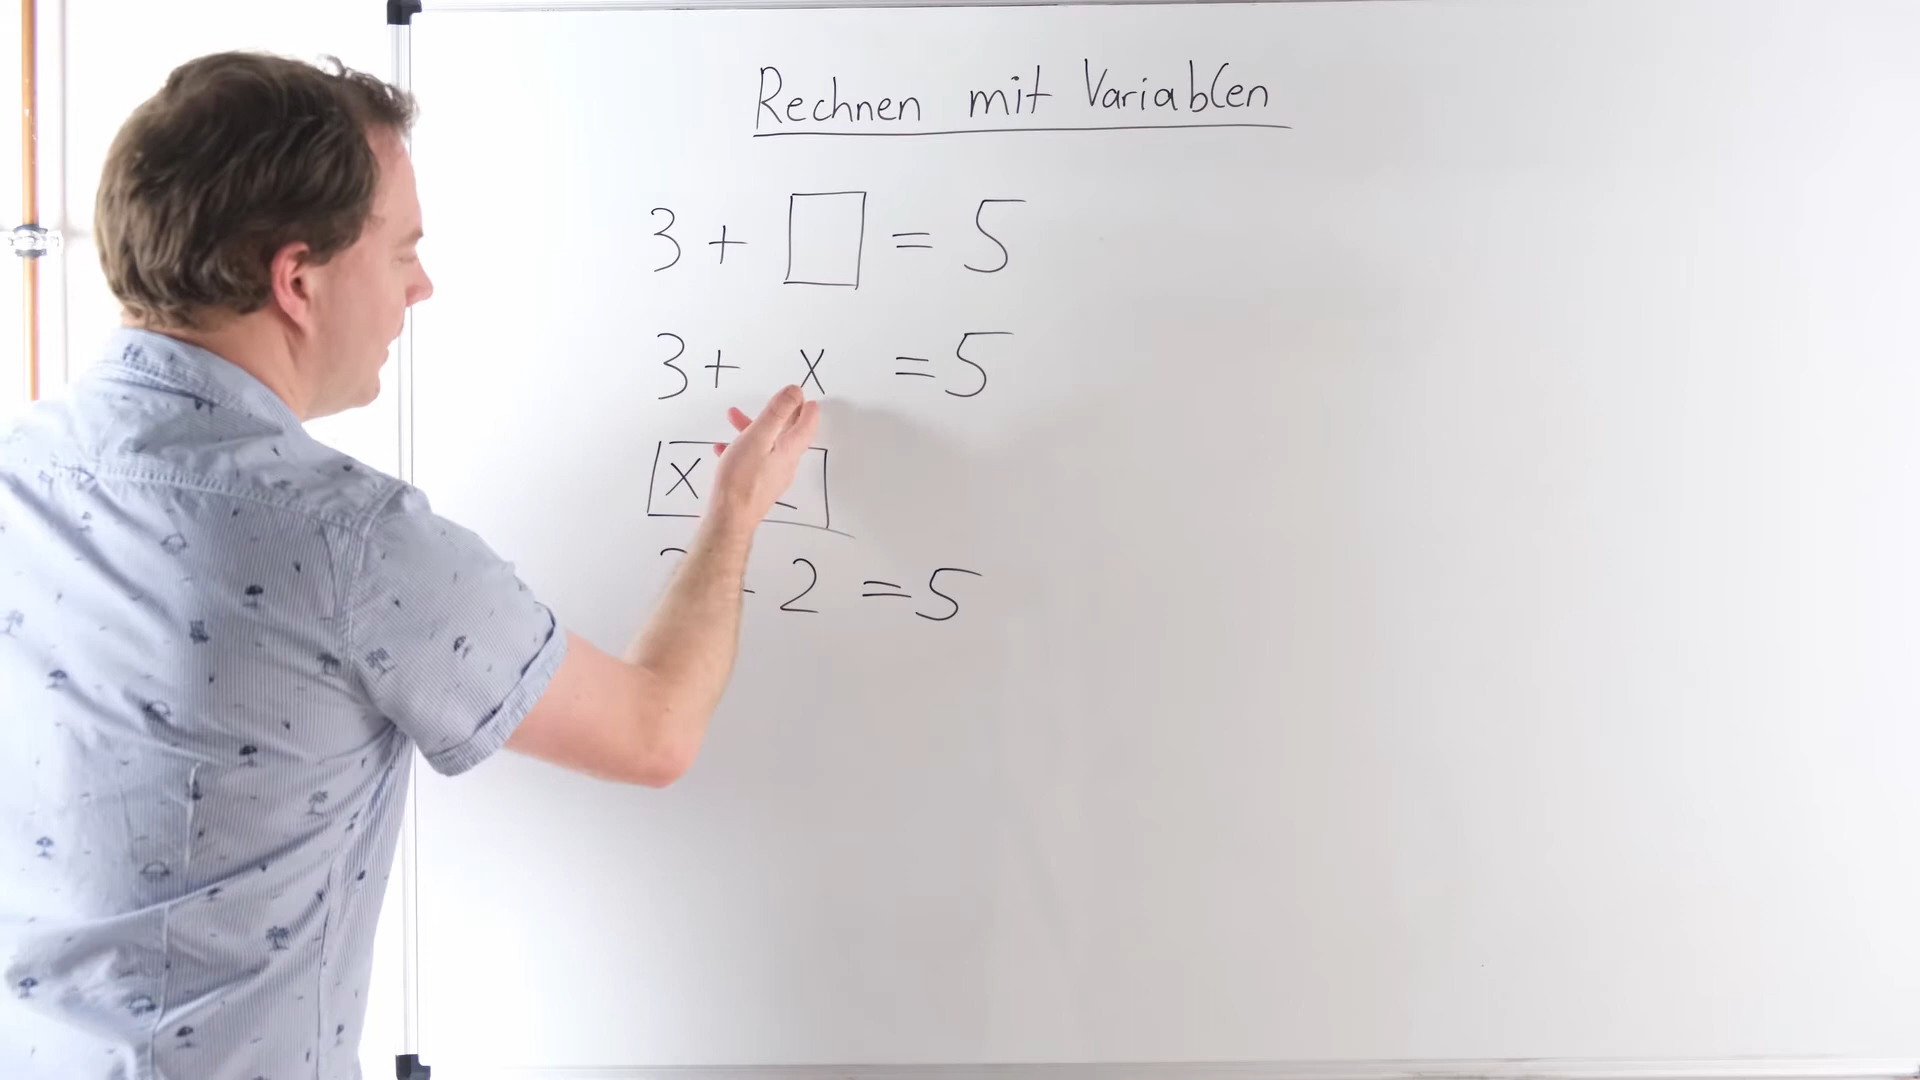 Rechnen mit Variablen
3 + □ = 5
3 + x = 5
x
2 = 5